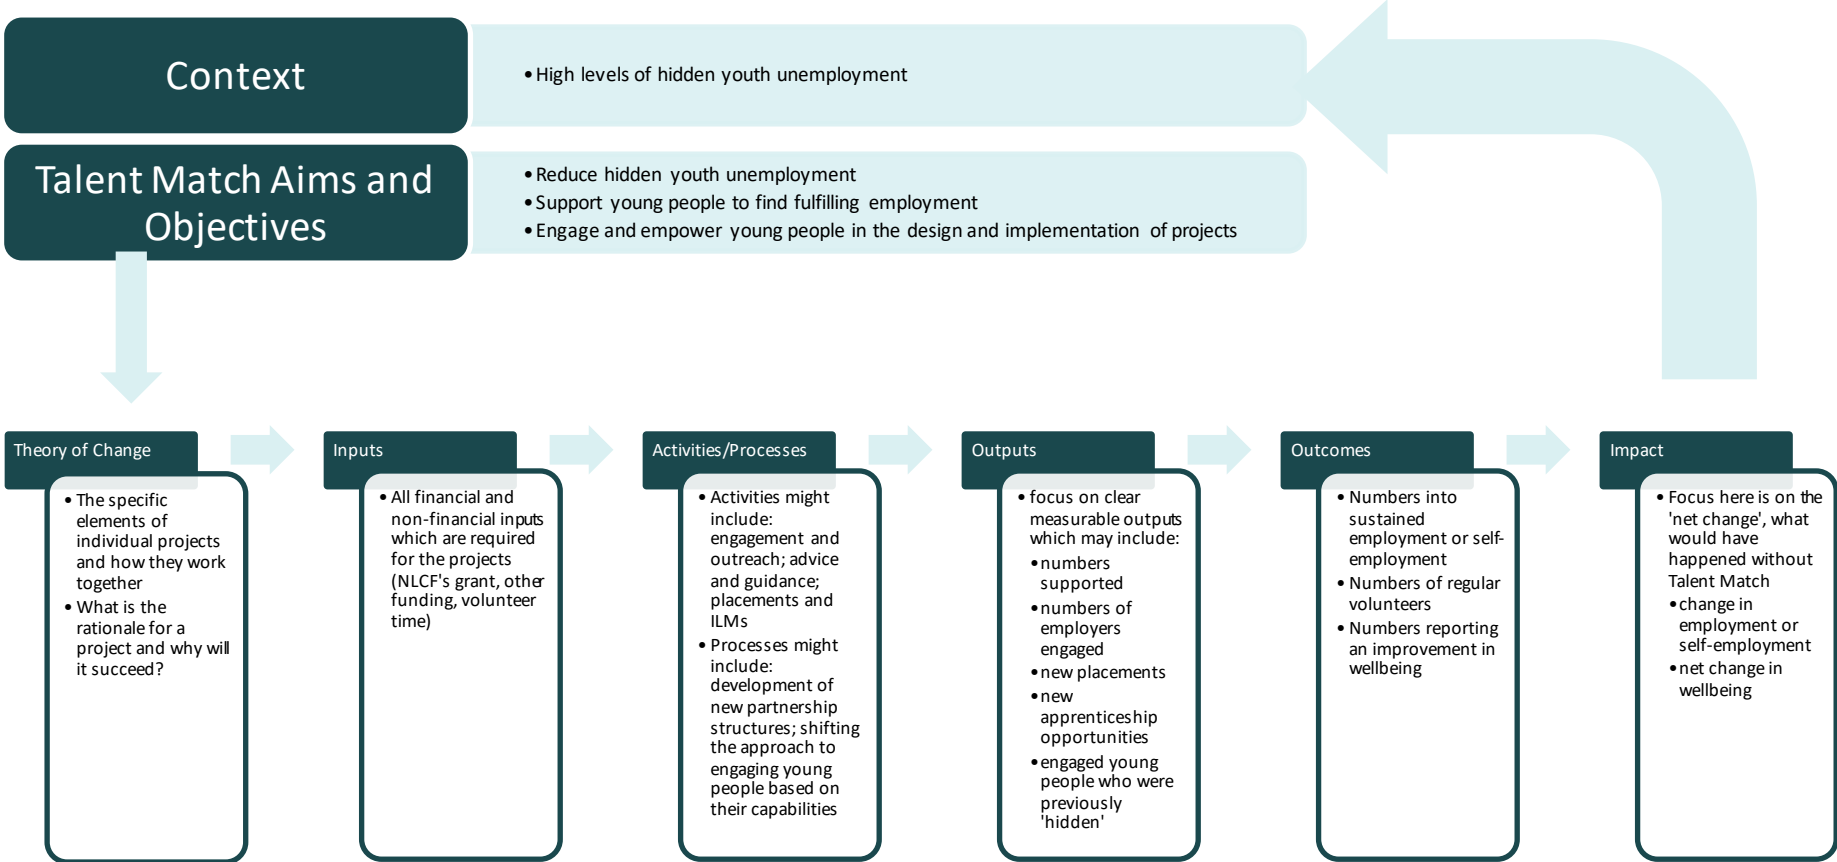 Context
• High levels of hidden youth unemployment
Talent Match Aims and
Objectives
• Reduce hidden youth unemployment
• Support young people to find fulfilling employment
• Engage and empower young people in the design and implementation of projects
Theory of Change
• The specific
elements of
individual projects
and how they work
together
• What is the
rationale for a
project and why will
it succeed?
Inputs
• All financial and
non-financial inputs
which are required
for the projects
(NLCF's grant, other
funding, volunteer
time)
Activities/Processes
• Activities might
include:
engagement and
outreach; advice
and guidance;
placements and
ILMs
• Processes might
include:
development of
new partnership
structures; shifting
the approach to
engaging young
people based on
their capabilities
Outputs
• focus on clear
measurable outputs
which may include:
• numbers
supported
• numbers of
employers
engaged
• new placements
• new
apprenticeship
opportunities
• engaged young
people who were
previously
'hidden'
Outcomes
• Numbers into
sustained
employment or self-
employment
• Numbers of regular
volunteers
• Numbers reporting
an improvement in
wellbeing
Impact
• Focus here is on the
'net change', what
would have
happened without
Talent Match
• change in
employment or
self-employment
• net change in
wellbeing